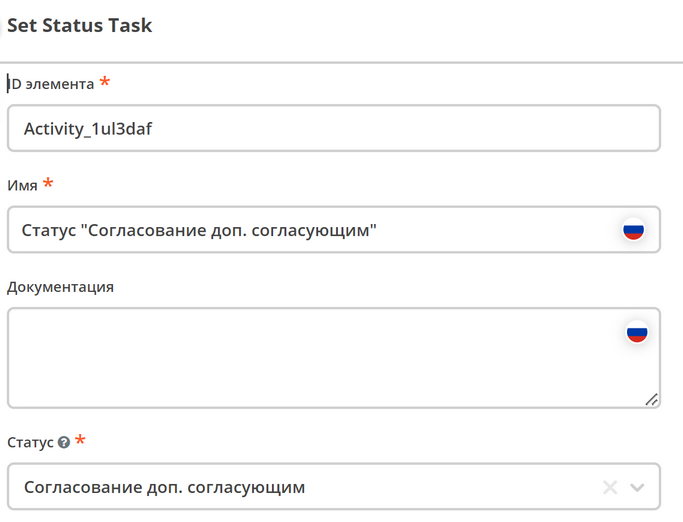 Set Status Task
ID элемента *
Activity_1ul3daf
Имя *
Статус "Согласование доп. согласующим"
Документация
Статус ? *
Согласование доп. согласующим